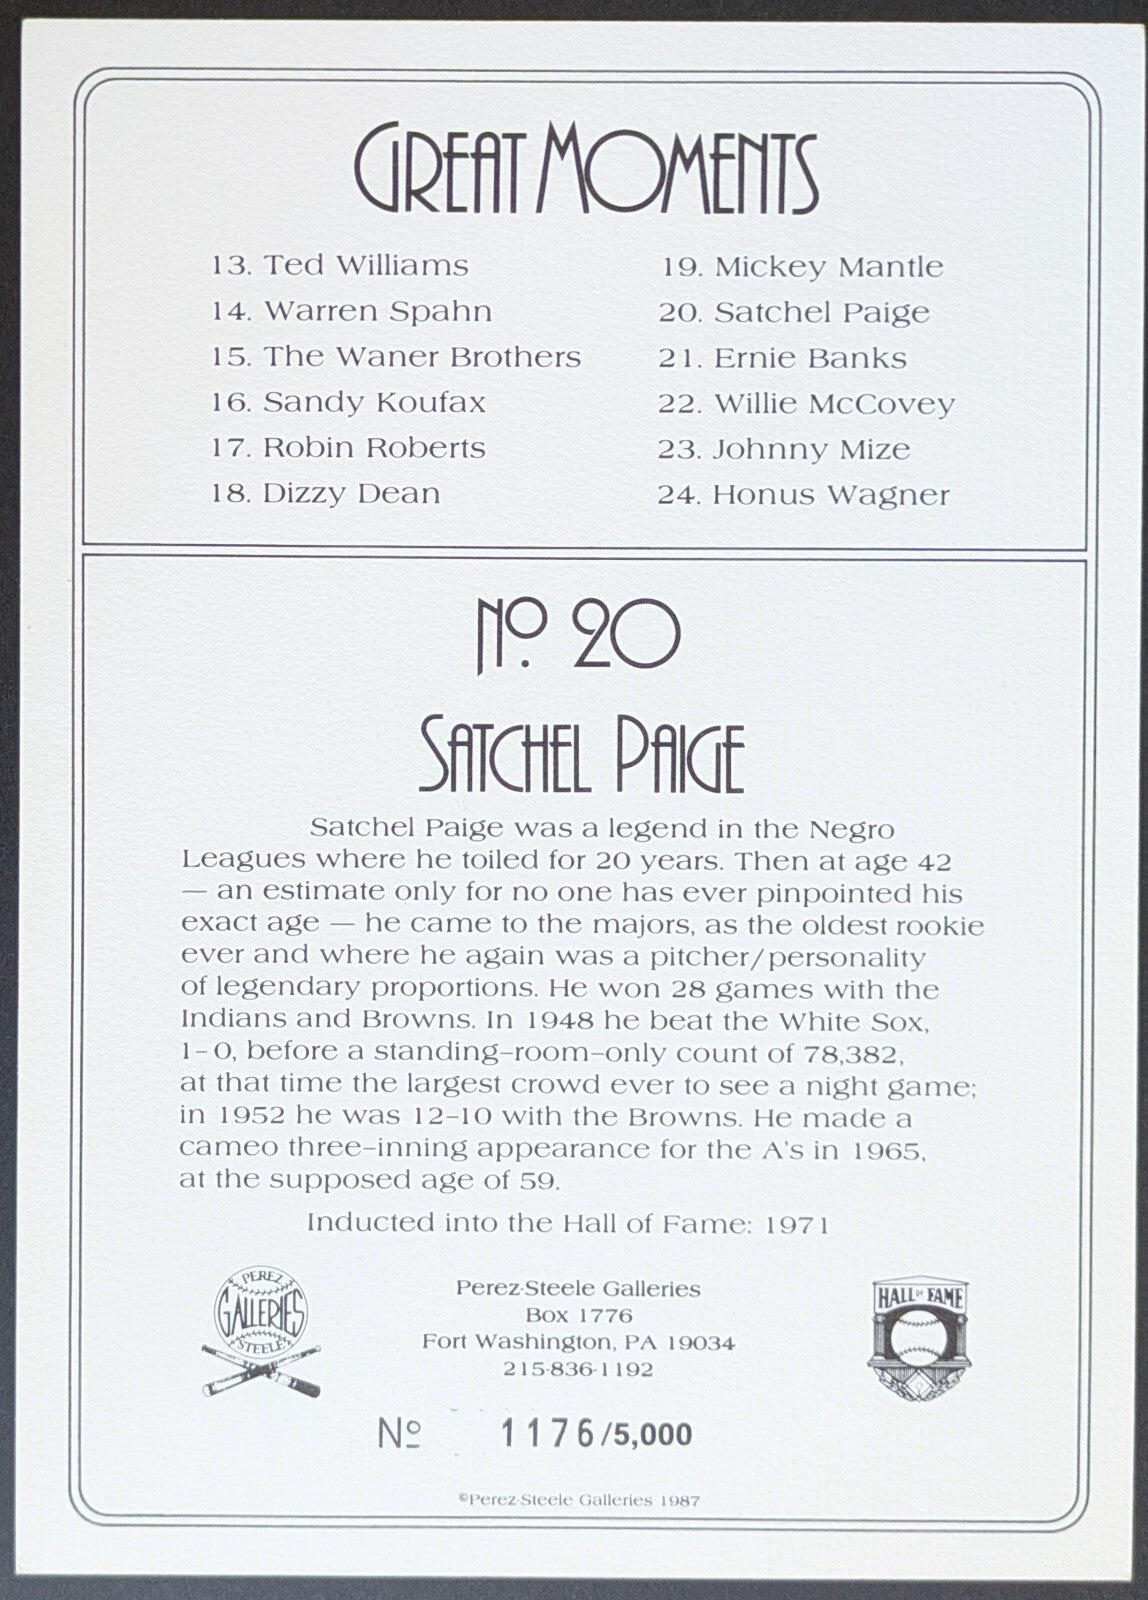 GREAT MOMENTS
13. Ted Williams
14. Warren Spahn
15. The Waner Brothers
16. Sandy Koufax
17. Robin Roberts
18. Dizzy Dean
19. Mickey Mantle
20. Satchel Paige
21. Ernie Banks
22. Willie McCovey
23. Johnny Mize
24. Honus Wagner
Nº. 20
SATCHEL PAIGE
Satchel Paige was a legend in the Negro
Leagues where he toiled for 20 years. Then at age 42
— an estimate only for no one has ever pinpointed his
exact age — he came to the majors, as the oldest rookie
ever and where he again was a pitcher/personality
of legendary proportions. He won 28 games with the
Indians and Browns. In 1948 he beat the White Sox,
1-0, before a standing-room-only count of 78,382,
at that time the largest crowd ever to see a night game;
in 1952 he was 12-10 with the Browns. He made a
cameo three-inning appearance for the A's in 1965,
at the supposed age of 59.
Inducted into the Hall of Fame: 1971
PEREZ
GALLERIES
STEELE
Perez-Steele Galleries
Box 1776
Fort Washington, PA 19034
215-836-1192
HALL OF FAME
Nº 1176/5,000
©Perez-Steele Galleries 1987